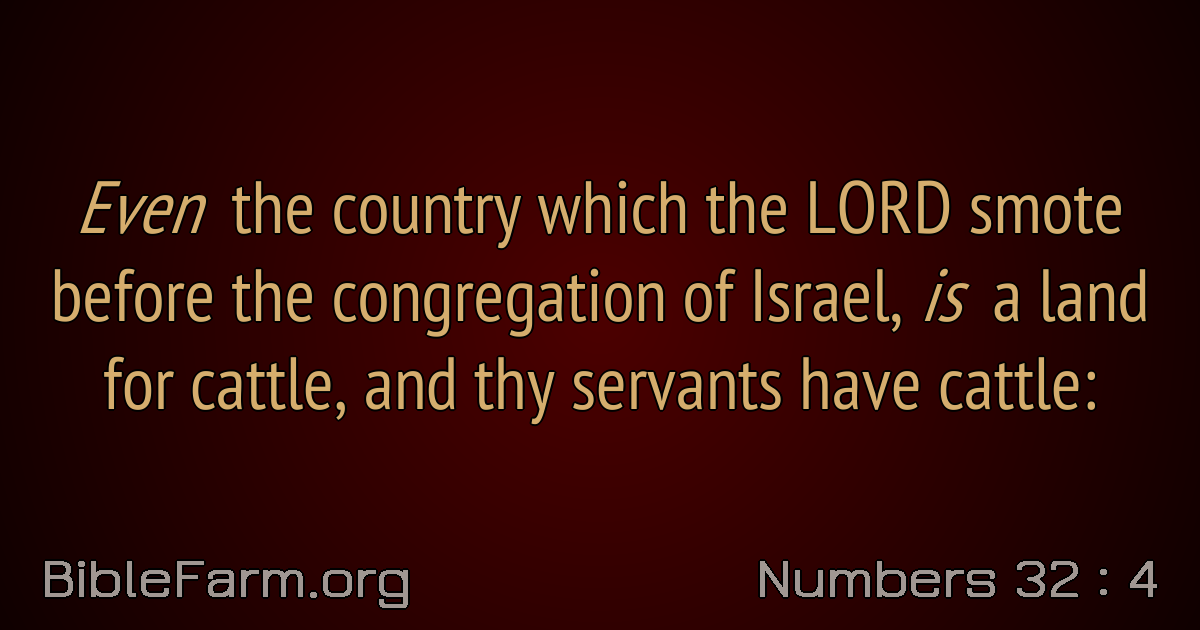 Even the country which the LORD smote
before the congregation of Israel, is a land
for cattle, and thy servants have cattle:
BibleFarm.org
Numbers 32 : 4